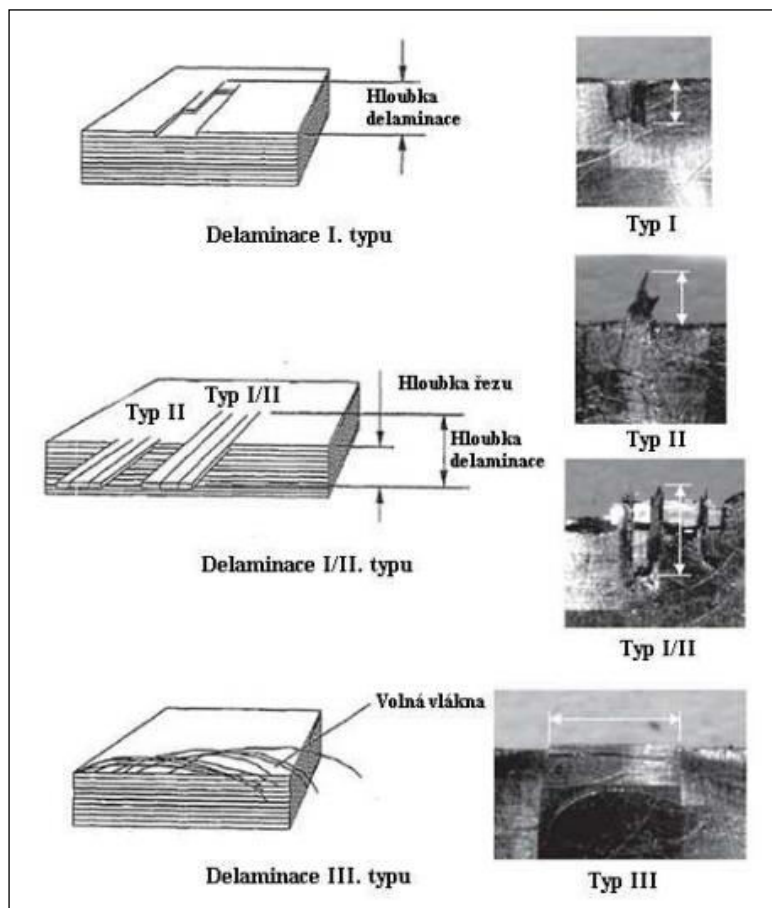 Hloubka
delaminace
Delaminace I. typu
Typ I
Typ II
Typ II
Typ I/II
Hloubka řezu
Hloubka
delaminace
Delaminace I/II. typu
Typ I/II
Volná vlákna
Delaminace III. typu
Typ III